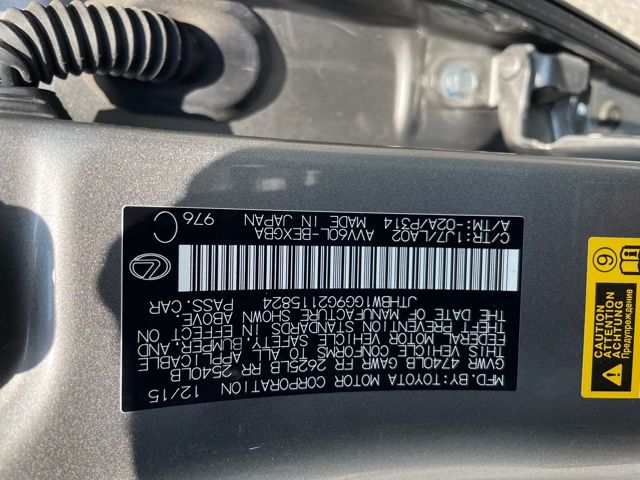 MFD. BY:TOYOTA MOTOR CORPORATION 12/15
GVWR 4740LB GAWR FR 2625LB RR 2540LB
THIS VEHICLE CONFORMS TO ALL APPLICABLE
FEDERAL MOTOR VEHICLE SAFETY, BUMPER, AND
THEFT PREVENTION STANDARDS IN EFFECT ON
THE DATE OF MANUFACTURE SHOWN ABOVE.
JTHBW1GG9G2115824 PASS. CAR
C/TR:1J7/LA02 AVV60L-BEXGBA C
A/TM:-02A/P314 MADE IN JAPAN 976
CAUTION
ATTENTION
ACHTUNG
Предупреждение